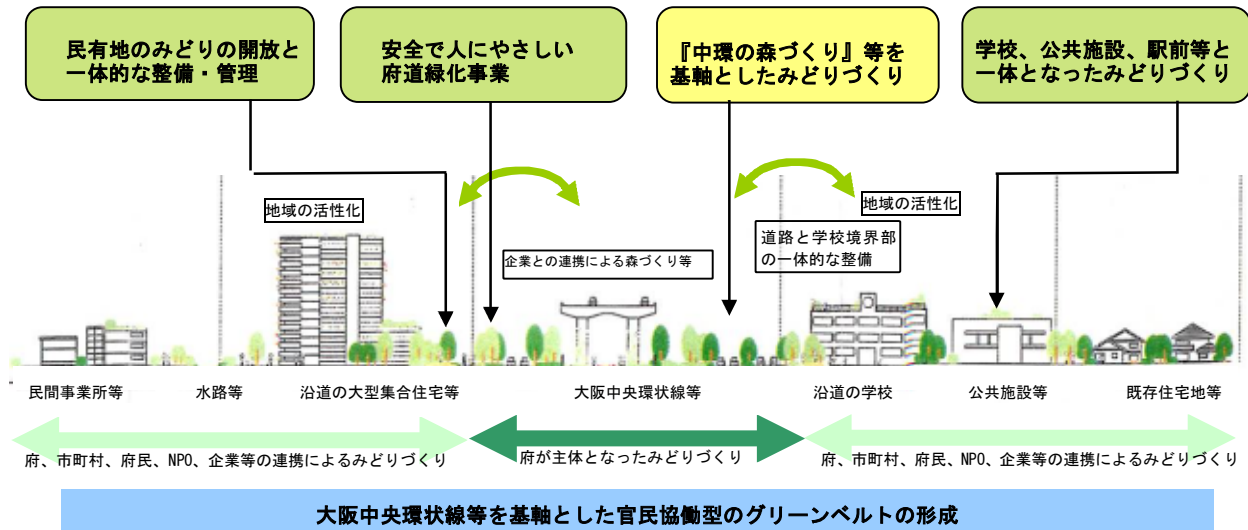 民有地のみどりの開放と
一体的な整備・管理
安全で人にやさしい
府道緑化事業
『中環の森づくり』等を
基軸としたみどりづくり
学校、公共施設、駅前等と
一体となったみどりづくり
地域の活性化
企業との連携による森づくり等
地域の活性化
道路と学校境界部
の一体的な整備
民間事業所等
水路等
沿道の大型集合住宅等
大阪中央環状線等
沿道の学校
公共施設等
既存住宅地等
府、市町村、府民、NPO、企業等の連携によるみどりづくり
府が主体となったみどりづくり
府、市町村、府民、NPO、企業等の連携によるみどりづくり
大阪中央環状線等を基軸とした官民協働型のグリーンベルトの形成